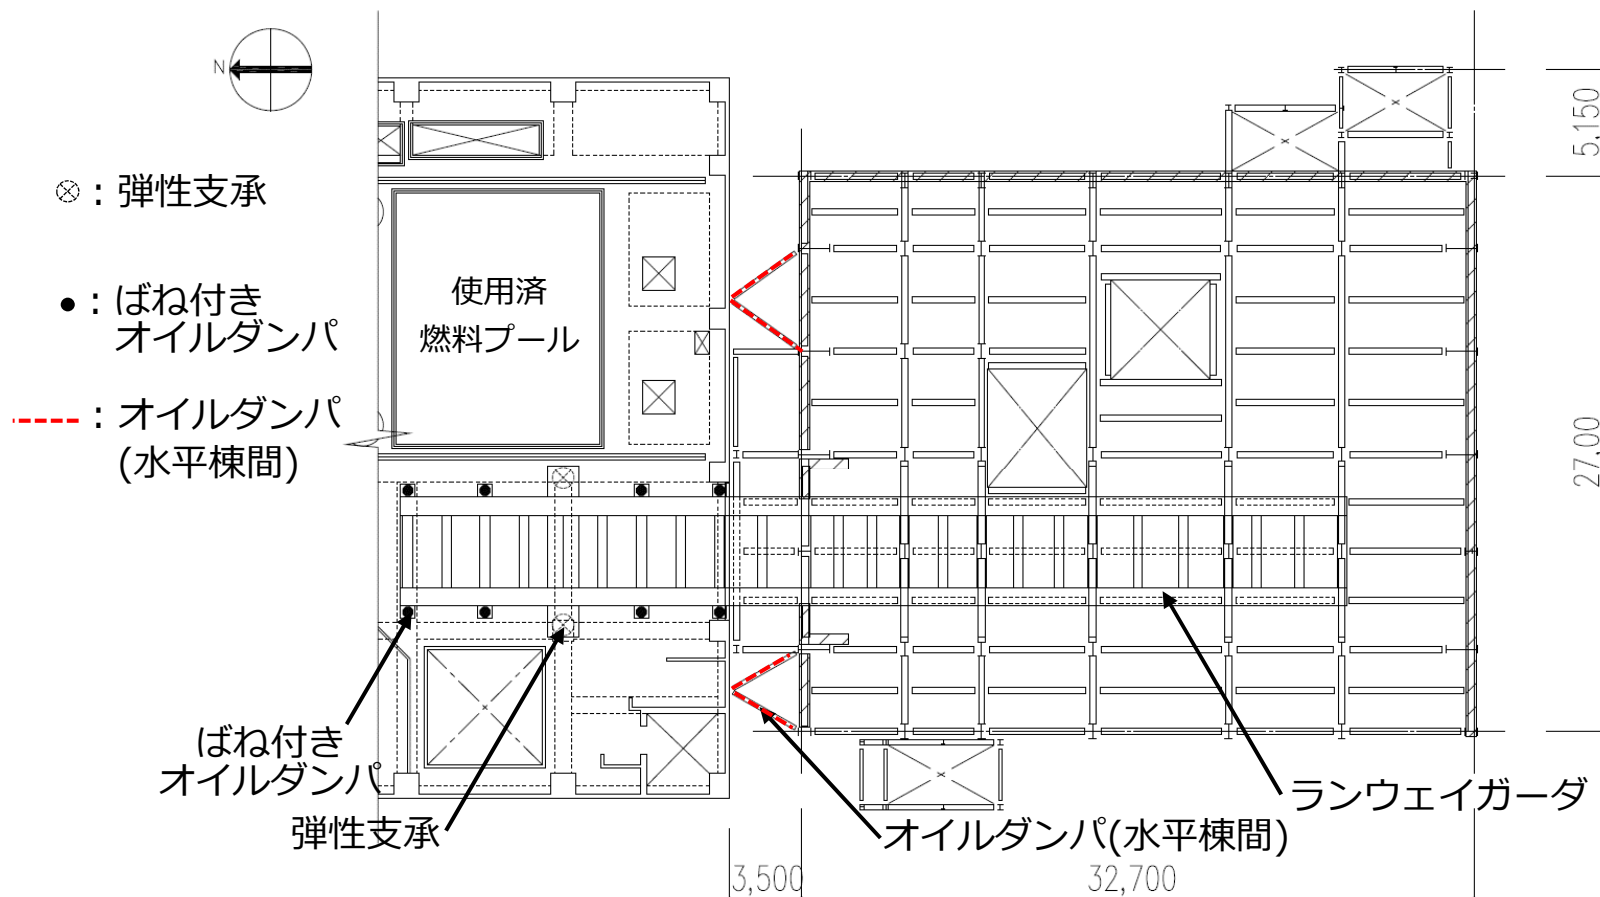 N
5,150
：弾性支承
使用済
燃料プール
：ばね付き
オイルダンパ
：オイルダンパ
(水平棟間)
27,00
ばね付き
オイルダンパ
弾性支承
ランウェイガーダ
オイルダンパ(水平棟間)
3,500
32,700